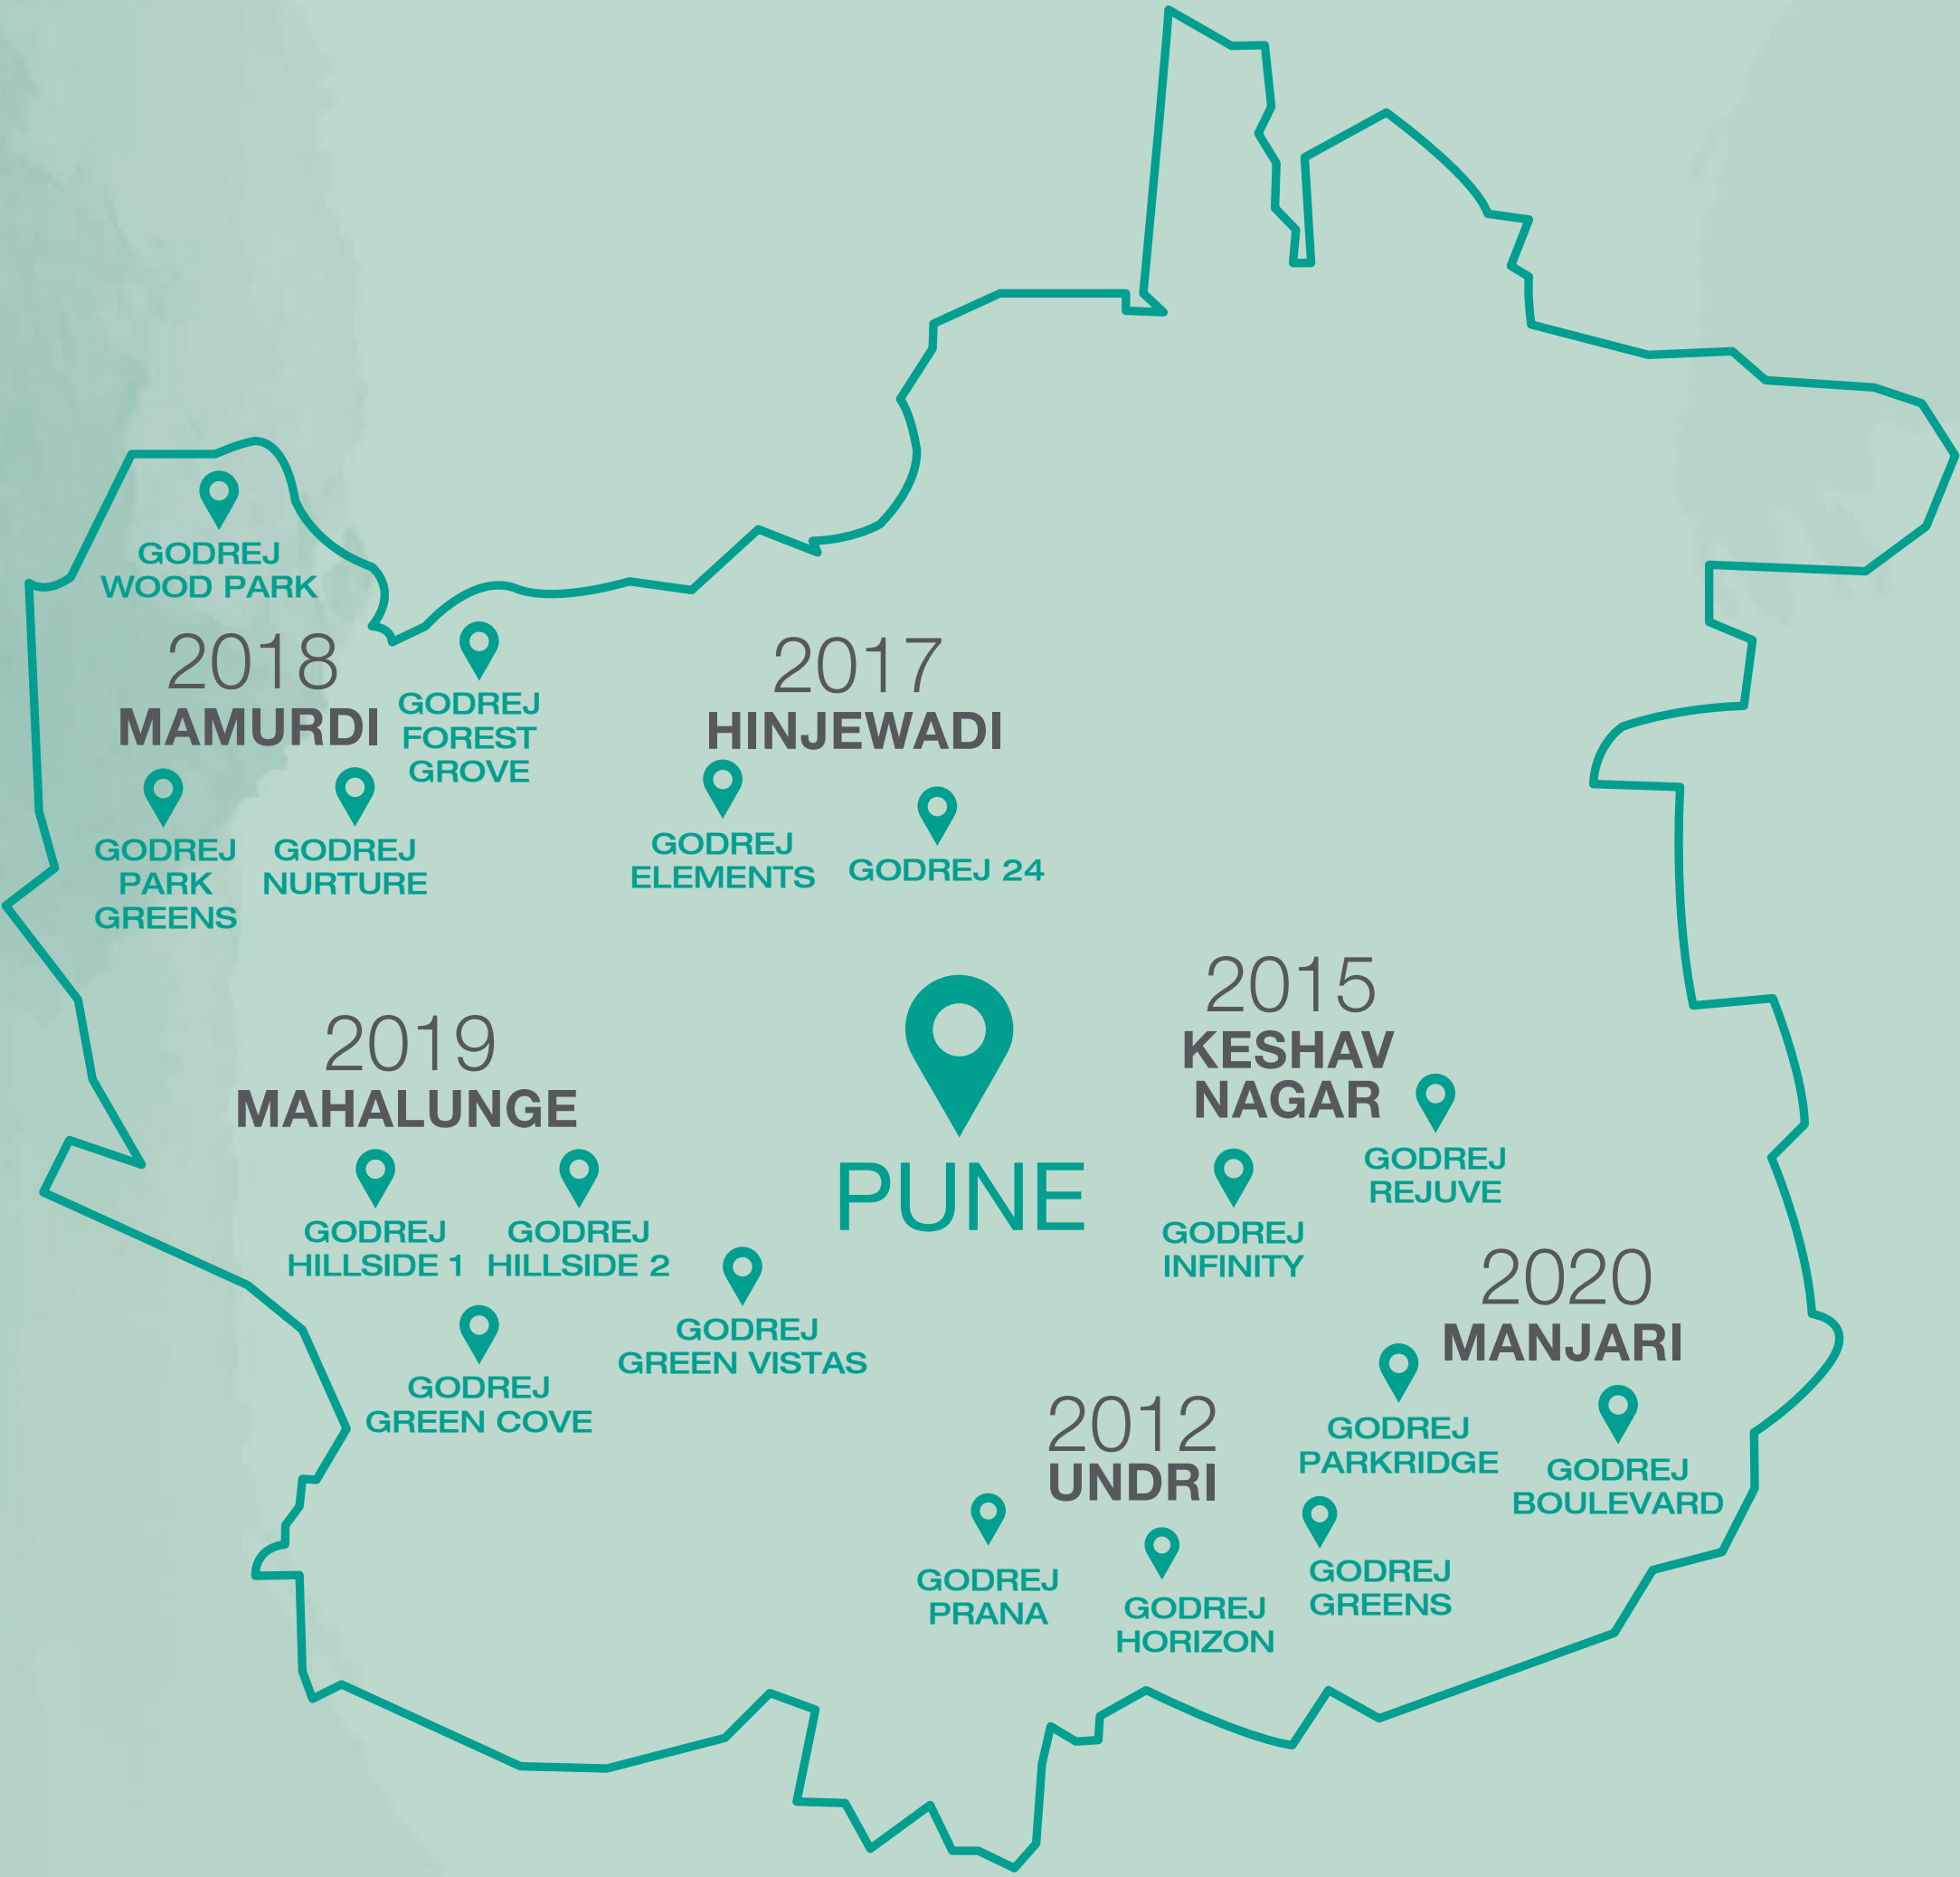 GODREJ
WOOD PARK
2018
MAMURDI
GODREJ
FOREST
GROVE
GODREJ
PARK
GREENS
GODREJ
NURTURE
2017
HINJEWADI
GODREJ
ELEMENTS
GODREJ 24
2019
MAHALUNGE
GODREJ
HILLSIDE 1
GODREJ
HILLSIDE 2
GODREJ
GREEN VISTAS
GODREJ
GREEN COVE
PUNE
2015
KESHAV
NAGAR
GODREJ
REJUVE
GODREJ
INFINITY
2020
MANJARI
GODREJ
PARKRIDGE
GODREJ
BOULEVARD
2012
UNDRI
GODREJ
PRANA
GODREJ
HORIZON
GODREJ
GREENS